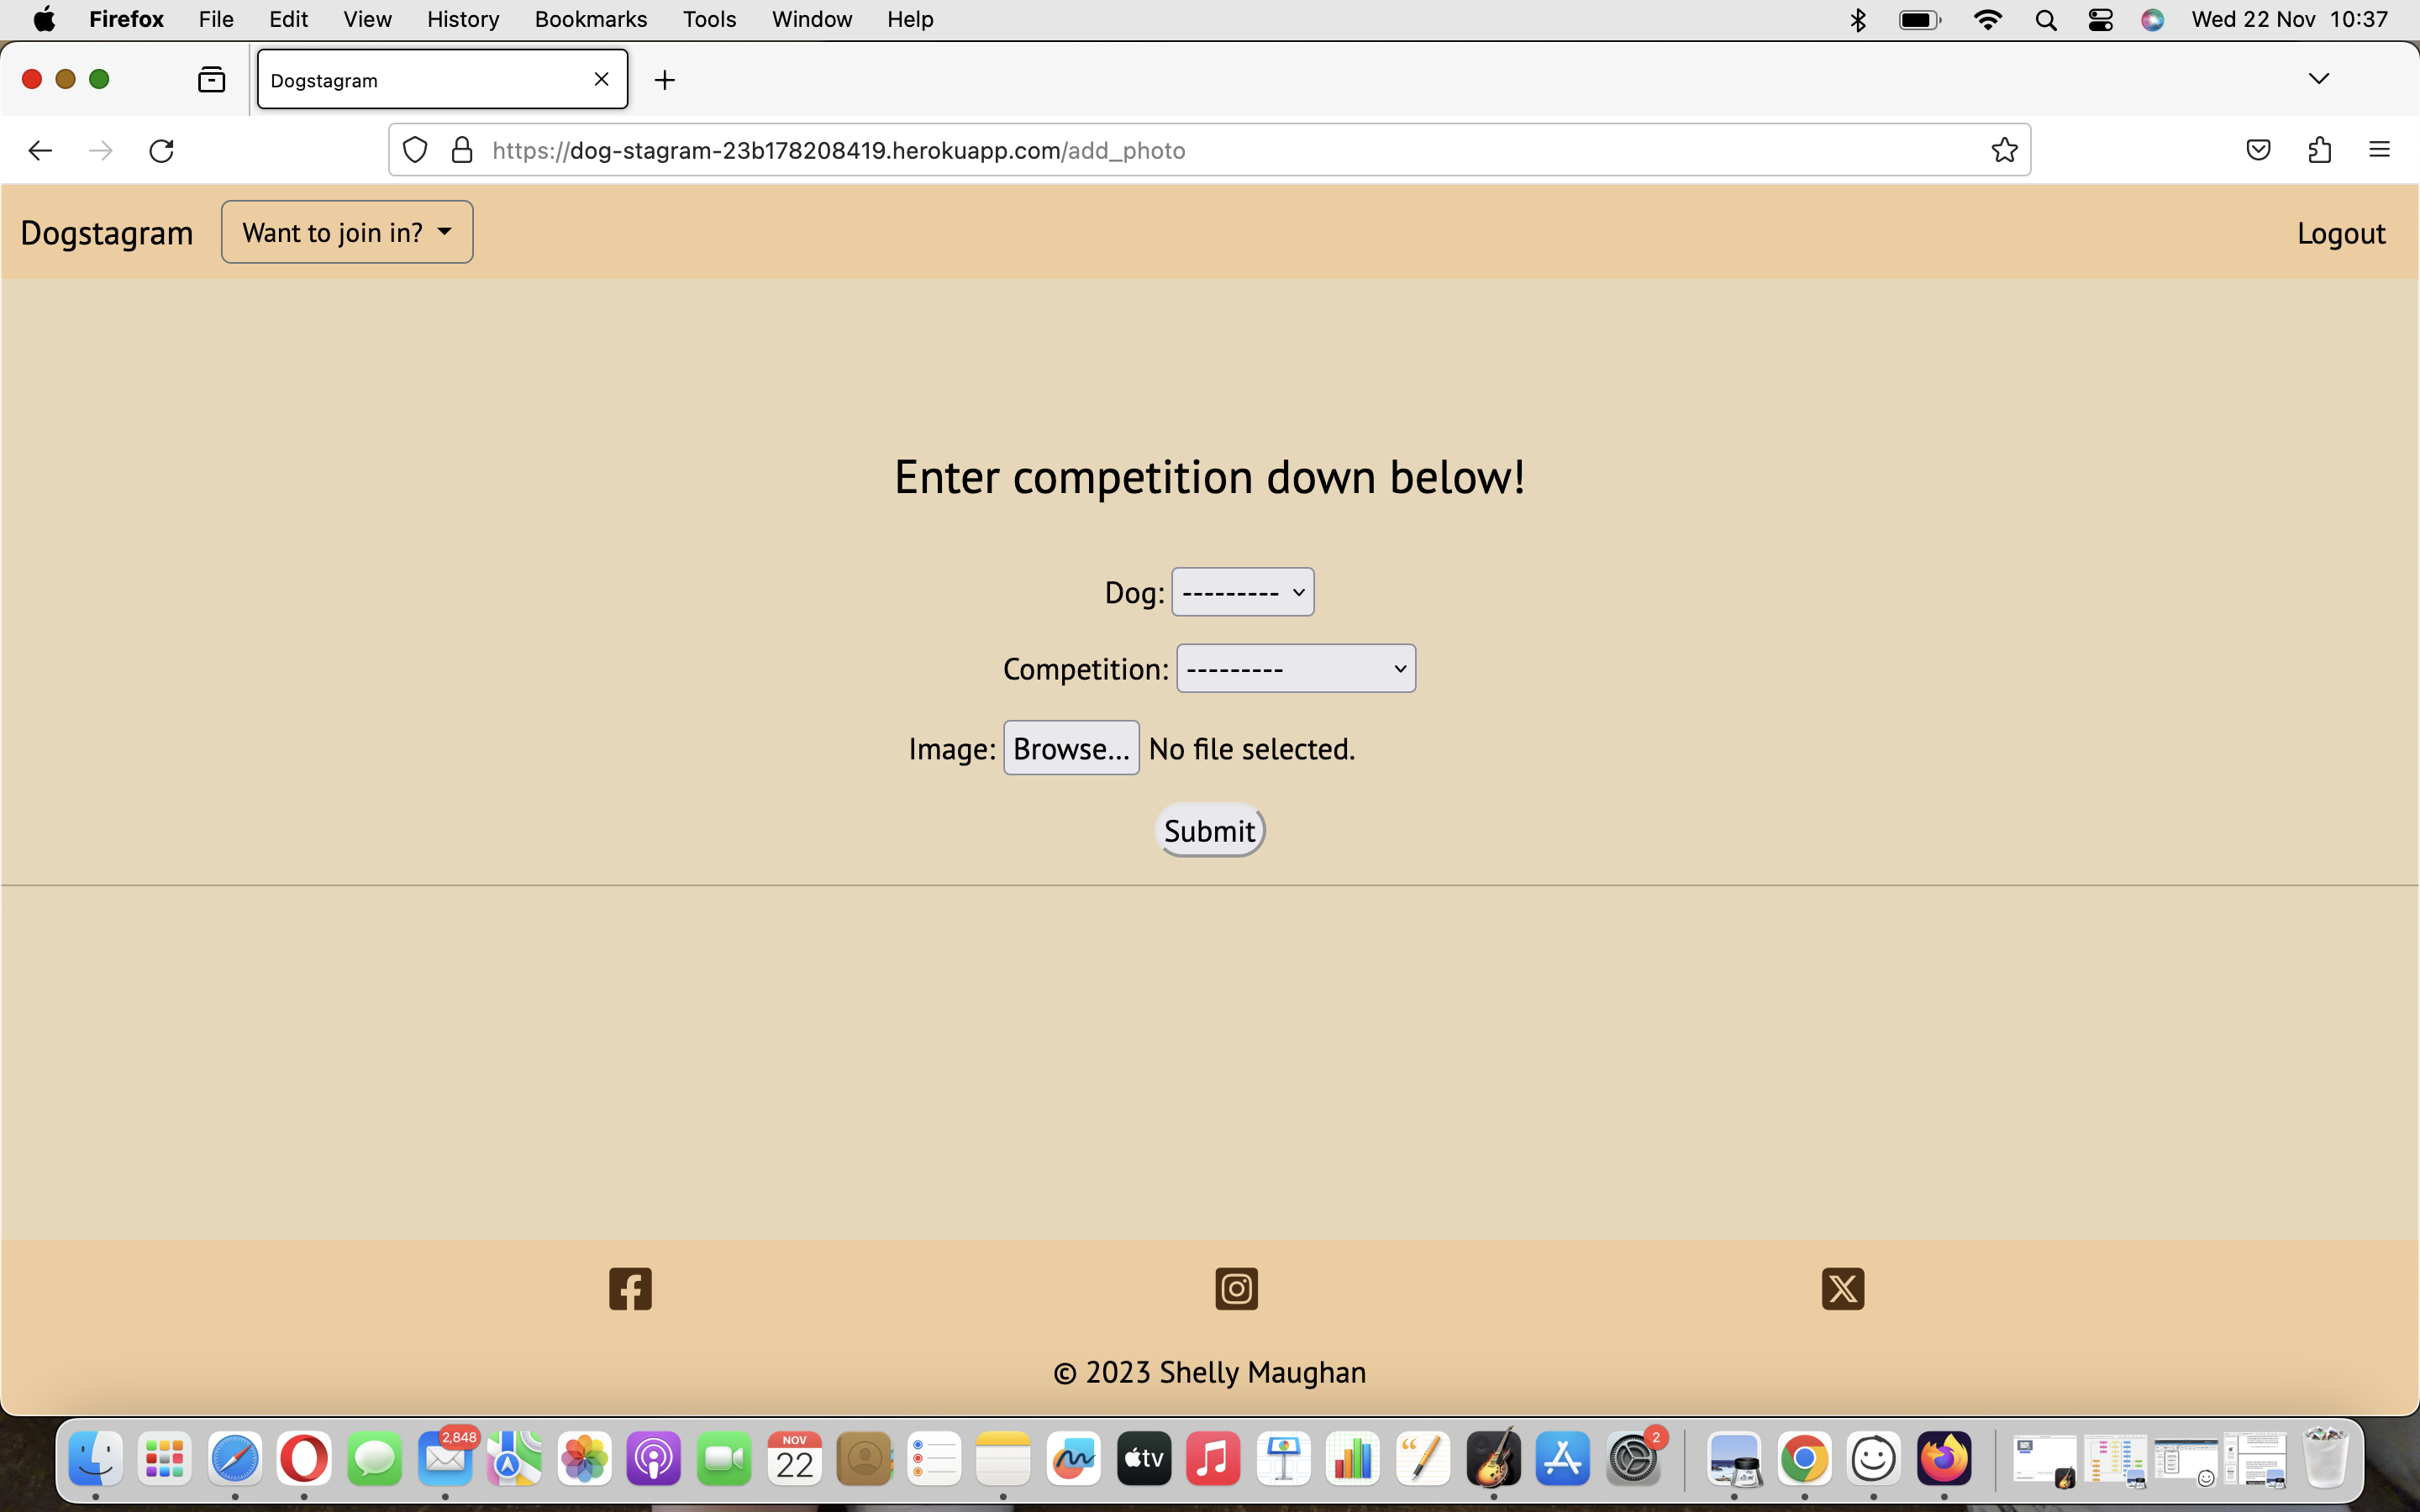 Firefox File Edit View History Bookmarks Tools Window Help Wed 22 Nov 10:37
Dogstagram
https://dog-stagram-23b178208419.herokuapp.com/add_photo
Dogstagram Want to join in? Logout
Enter competition down below!
Dog: ---------
Competition: ---------
Image: Browse... No file selected.
Submit
© 2023 Shelly Maughan
2,848
NOV
22
tv
2